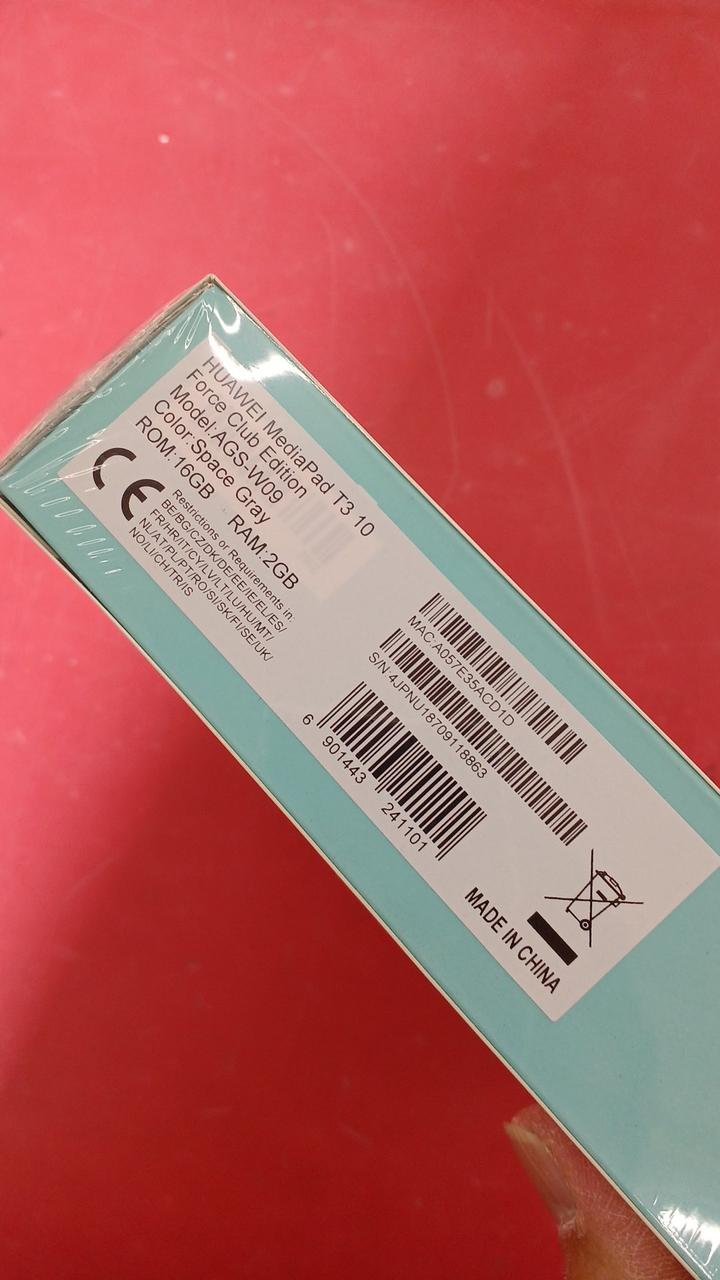 HUAWEI MediaPad T3 10
Force Club Edition
Model:AGS-W09
Color:Space Gray
ROM:16GB RAM:2GB
CE
Restrictions or Requirements in:
BE/BG/CZ/DK/DE/EE/IE/EL/ES/
FR/HR/IT/CY/LV/LT/LU/HU/MT/
NL/AT/PL/PT/RO/SI/SK/FI/SE/UK/
NO/LI/CH/TR/IS
MAC:A057E35ACD1D
S/N 4JPNU18709118863
6 901443 241101
MADE IN CHINA